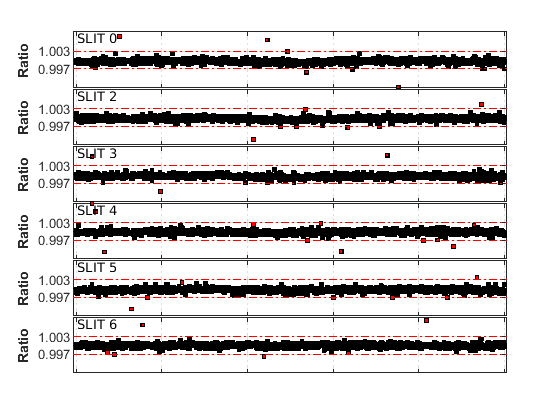 SLIT 0
Ratio
1.003
0.997
SLIT 2
Ratio
1.003
0.997
SLIT 3
Ratio
1.003
0.997
SLIT 4
Ratio
1.003
0.997
SLIT 5
Ratio
1.003
0.997
SLIT 6
Ratio
1.003
0.997